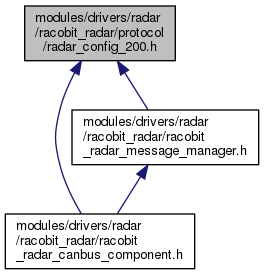 modules/drivers/radar
/racobit_radar/protocol
/radar_config_200.h
modules/drivers/radar
/racobit_radar/racobit
_radar_message_manager.h
modules/drivers/radar
/racobit_radar/racobit
_radar_canbus_component.h